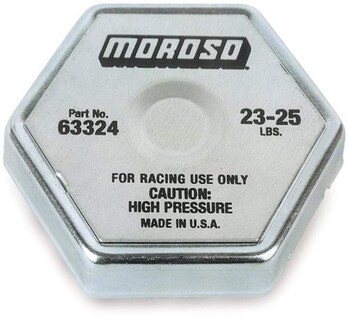 MOROSO
Part No.
63324
23-25
LBS.
FOR RACING USE ONLY
CAUTION:
HIGH PRESSURE
MADE IN U.S.A.